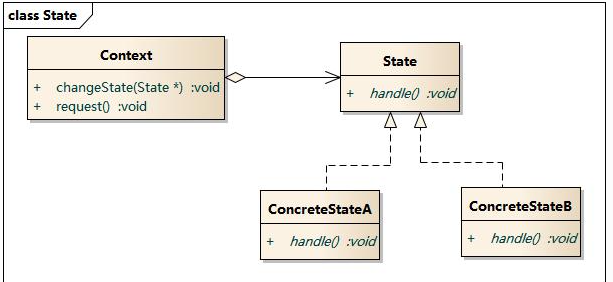 class State
Context
+ changeState(State *) :void
+ request() :void
State
+ handle() :void
ConcreteStateA
+ handle() :void
ConcreteStateB
+ handle() :void